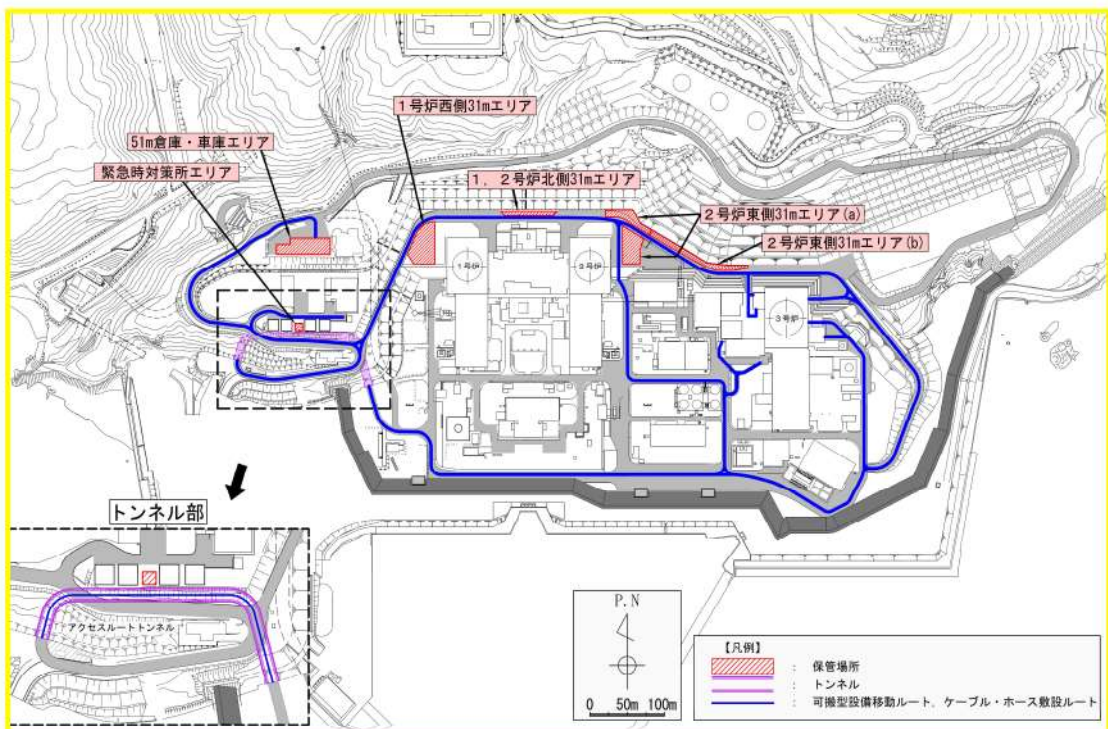 1号炉西側31mエリア
51m倉庫・車庫エリア
緊急時対策所エリア
1,2号炉北側31mエリア
2号炉東側31mエリア(a)
2号炉東側31mエリア(b)
1号炉
2号炉
3号炉
トンネル部
アクセスルートトンネル
P.N
0 50m 100m
【凡例】
: 保管場所
: トンネル
: 可搬型設備移動ルート,ケーブル・ホース敷設ルート